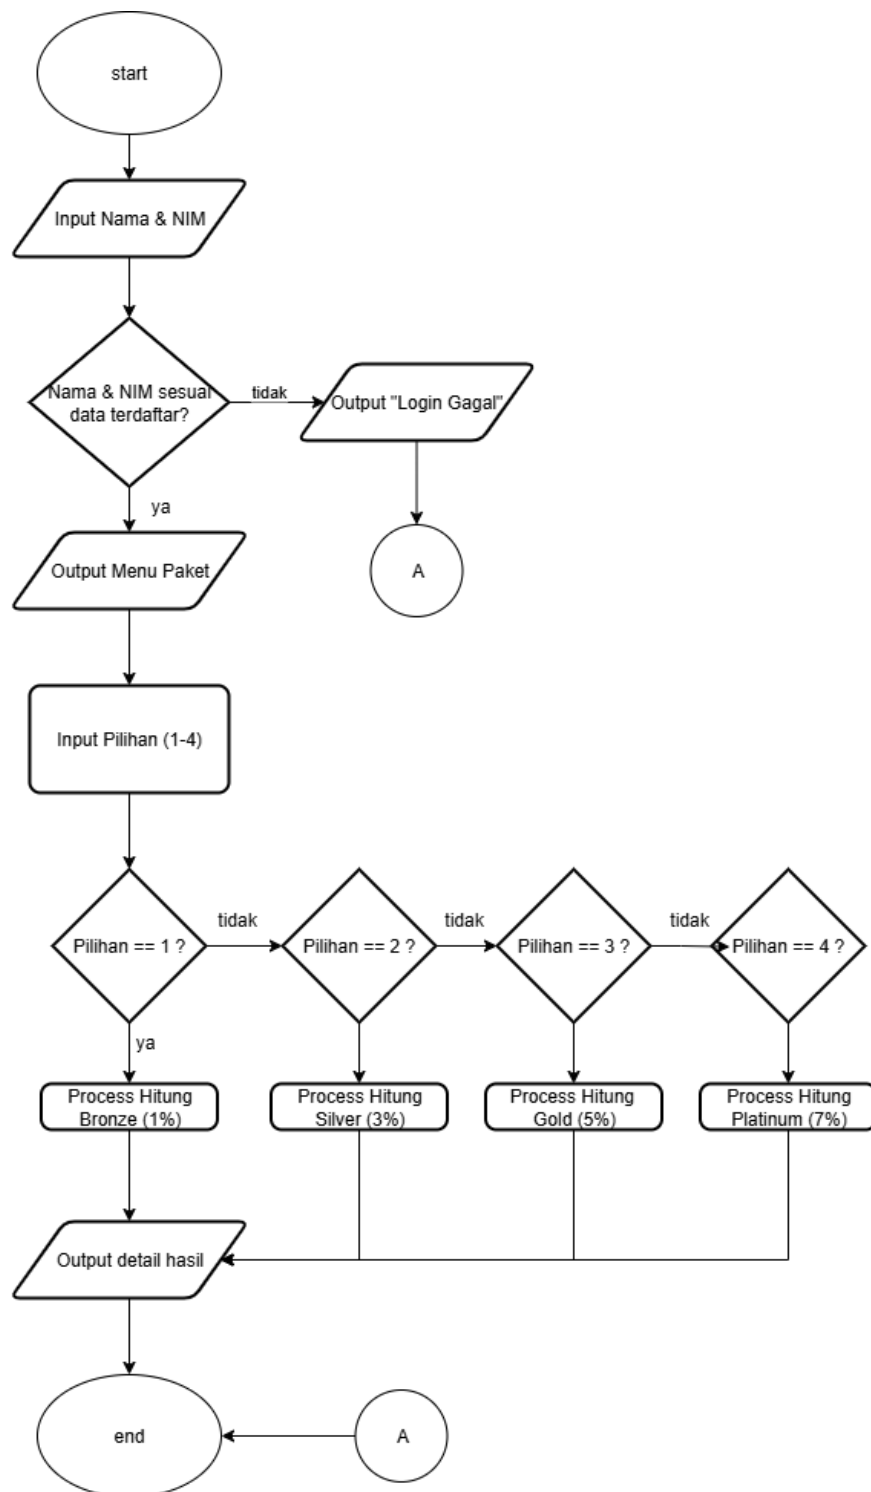 start
Input Nama & NIM
Nama & NIM sesuai
data terdaftar?
tidak
Output "Login Gagal"
ya
A
Output Menu Paket
Input Pilihan (1-4)
Pilihan == 1 ?
tidak
Pilihan == 2 ?
tidak
Pilihan == 3 ?
tidak
Pilihan == 4 ?
ya
Process Hitung
Bronze (1%)
Process Hitung
Silver (3%)
Process Hitung
Gold (5%)
Process Hitung
Platinum (7%)
Output detail hasil
end
A